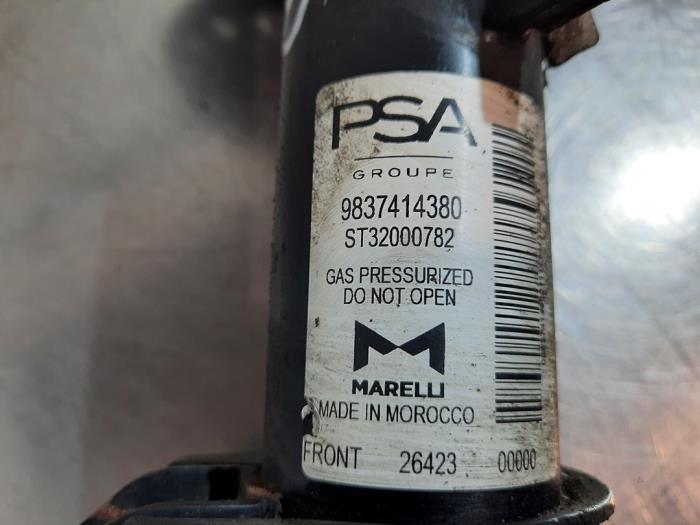 PSA
GROUPE
9837414380
ST32000782
GAS PRESSURIZED
DO NOT OPEN
MARELLI
MADE IN MOROCCO
FRONT 26423 00000